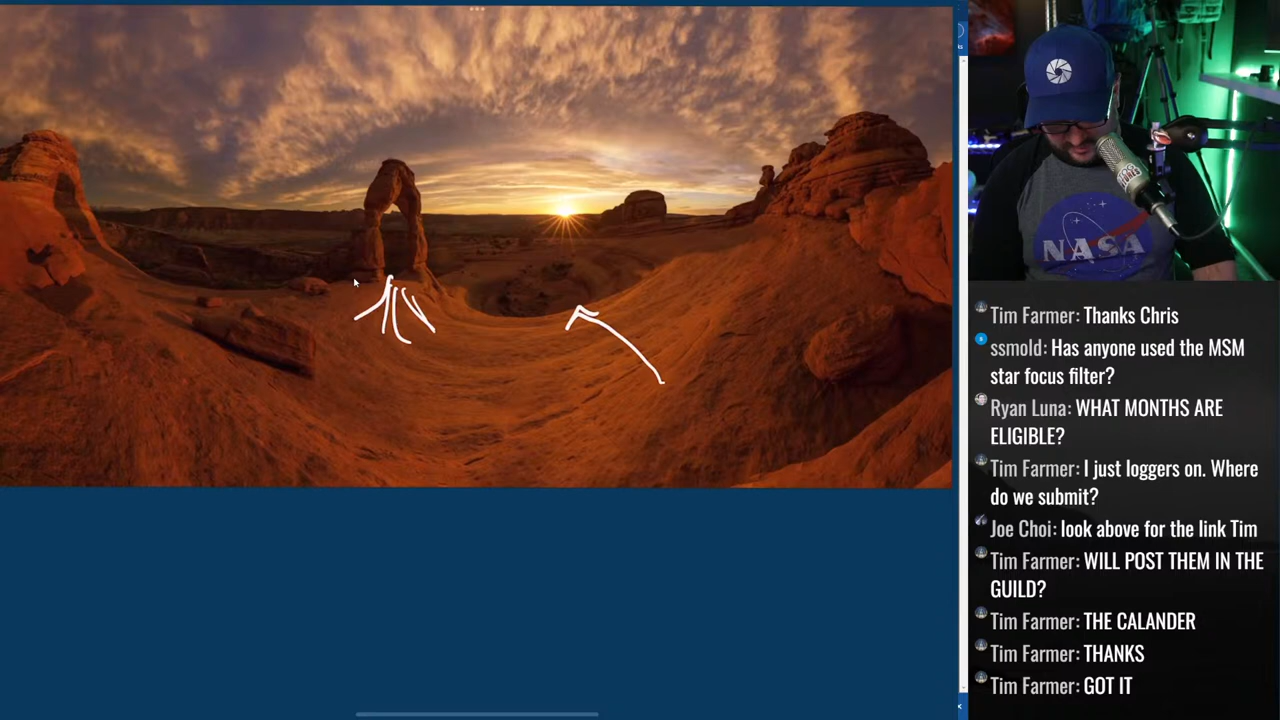 NASA
Tim Farmer: Thanks Chris
ssmold: Has anyone used the MSM
star focus filter?
Ryan Luna: WHAT MONTHS ARE
ELIGIBLE?
Tim Farmer: I just loggers on. Where
do we submit?
Joe Choi: look above for the link Tim
Tim Farmer: WILL POST THEM IN THE
GUILD?
Tim Farmer: THE CALANDER
Tim Farmer: THANKS
Tim Farmer: GOT IT